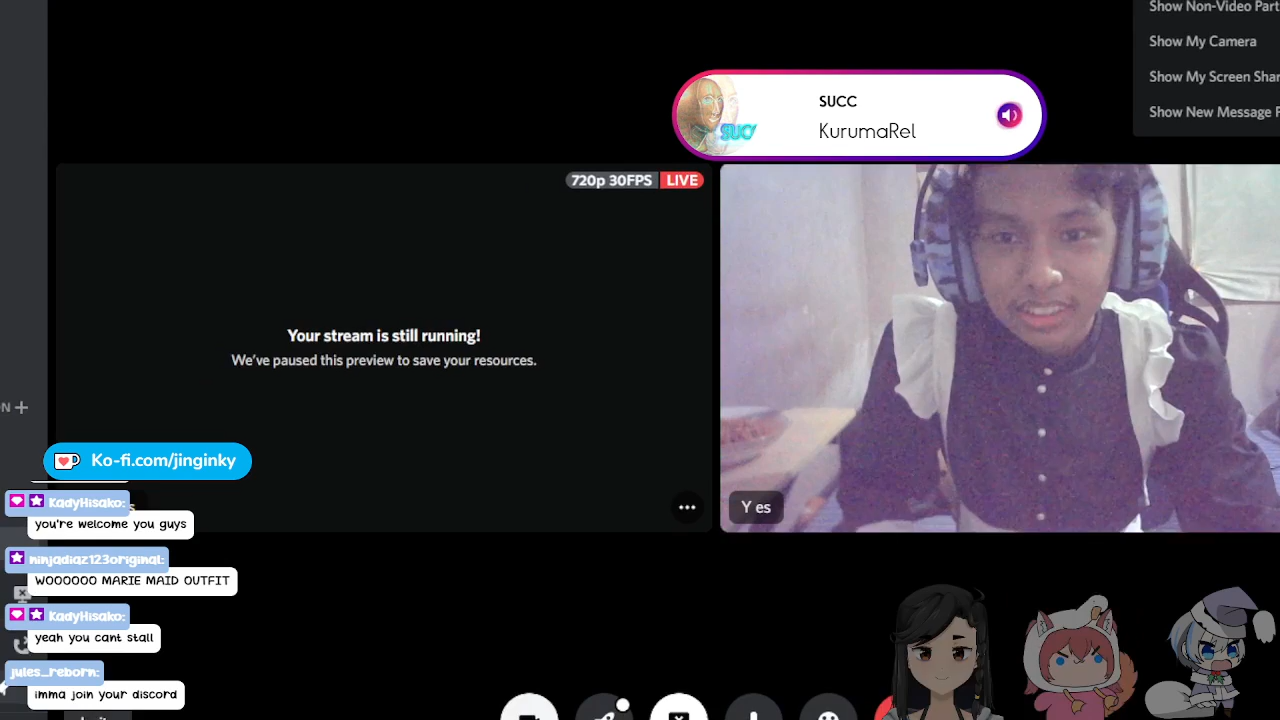 Show Non-Video Part
Show My Camera
Show My Screen Shar
Show New Message
SUCC
KurumaRel
SUC
720p 30FPS LIVE
Your stream is still running!
We've paused this preview to save your resources.
Ko-fi.com/jinginky
KadyHisako:
you're welcome you guys
Y es
ninjadiaz123original:
WOOOOOO MARIE MAID OUTFIT
KadyHisako:
yeah you cant stall
jules_reborn:
imma join your discord